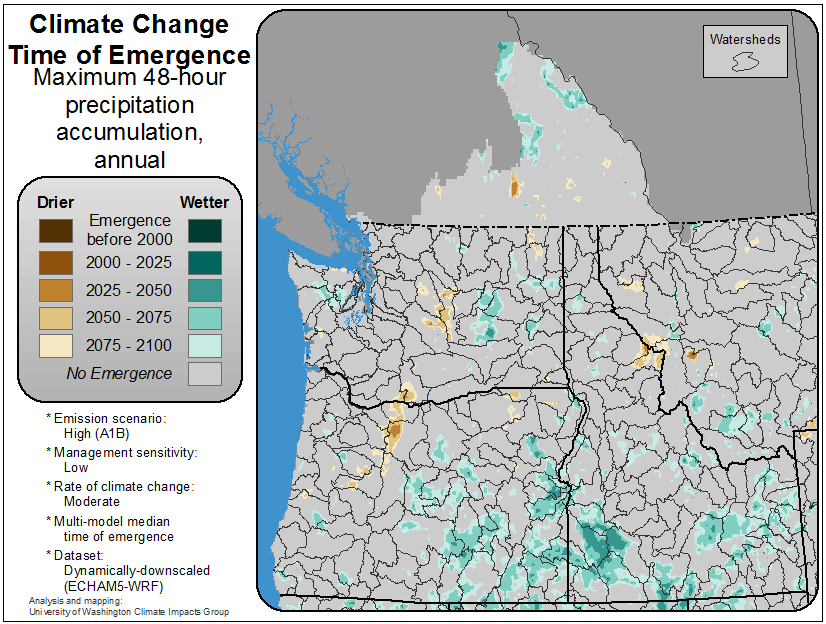 Climate Change
Time of Emergence
Maximum 48-hour
precipitation
accumulation,
annual
Drier Wetter
Emergence
before 2000
2000 - 2025
2025 - 2050
2050 - 2075
2075 - 2100
No Emergence
* Emission scenario:
High (A1B)
* Management sensitivity:
Low
* Rate of climate change:
Moderate
* Multi-model median
time of emergence
* Dataset:
Dynamically-downscaled
(ECHAM5-WRF)
Analysis and mapping:
University of Washington Climate Impacts Group
Watersheds